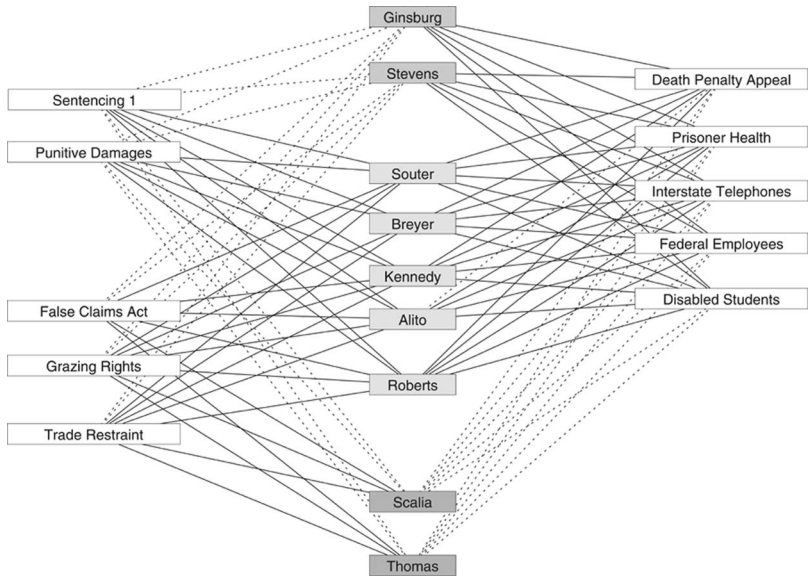 Ginsburg
Stevens
Sentencing 1
Punitive Damages
False Claims Act
Grazing Rights
Trade Restraint
Souter
Breyer
Kennedy
Alito
Roberts
Scalia
Thomas
Death Penalty Appeal
Prisoner Health
Interstate Telephones
Federal Employees
Disabled Students